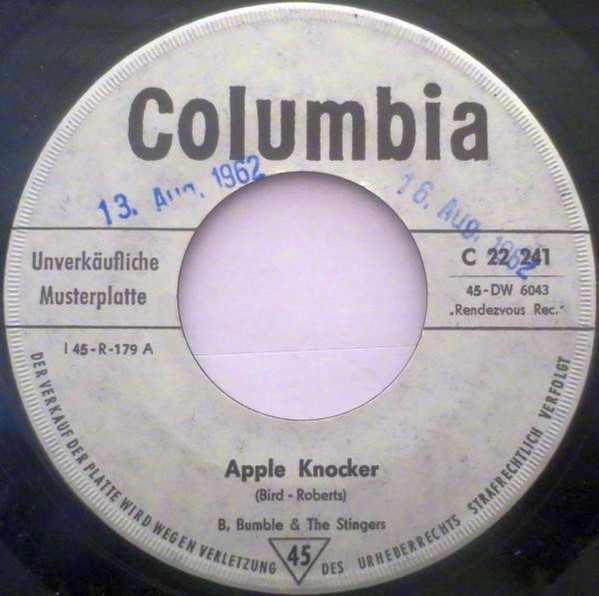 Columbia
13. Aug. 1962
16. Aug. 1962
Unverkäufliche
Musterplatte
C 22 241
45-DW 6043
„Rendezvous Rec."
I 45-R-179 A
Apple Knocker
(Bird - Roberts)
B, Bumble & The Stingers
45
DER VERKAUF DER PLATTE WIRD WEGEN VERLETZUNG DES URHEBERRECHTS STRAFRECHTLICH VERFOLGT